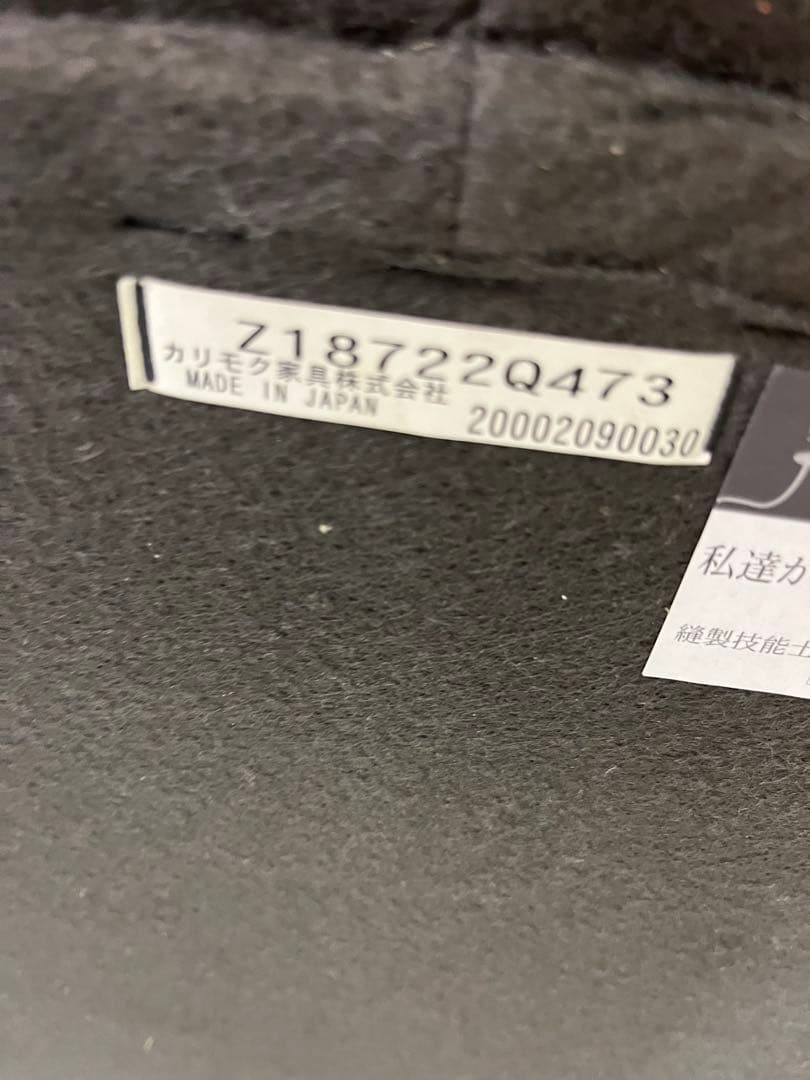 Z18722Q473
カリモク家具株式会社
MADE IN JAPAN
20002090030
私達が
縫製技能士